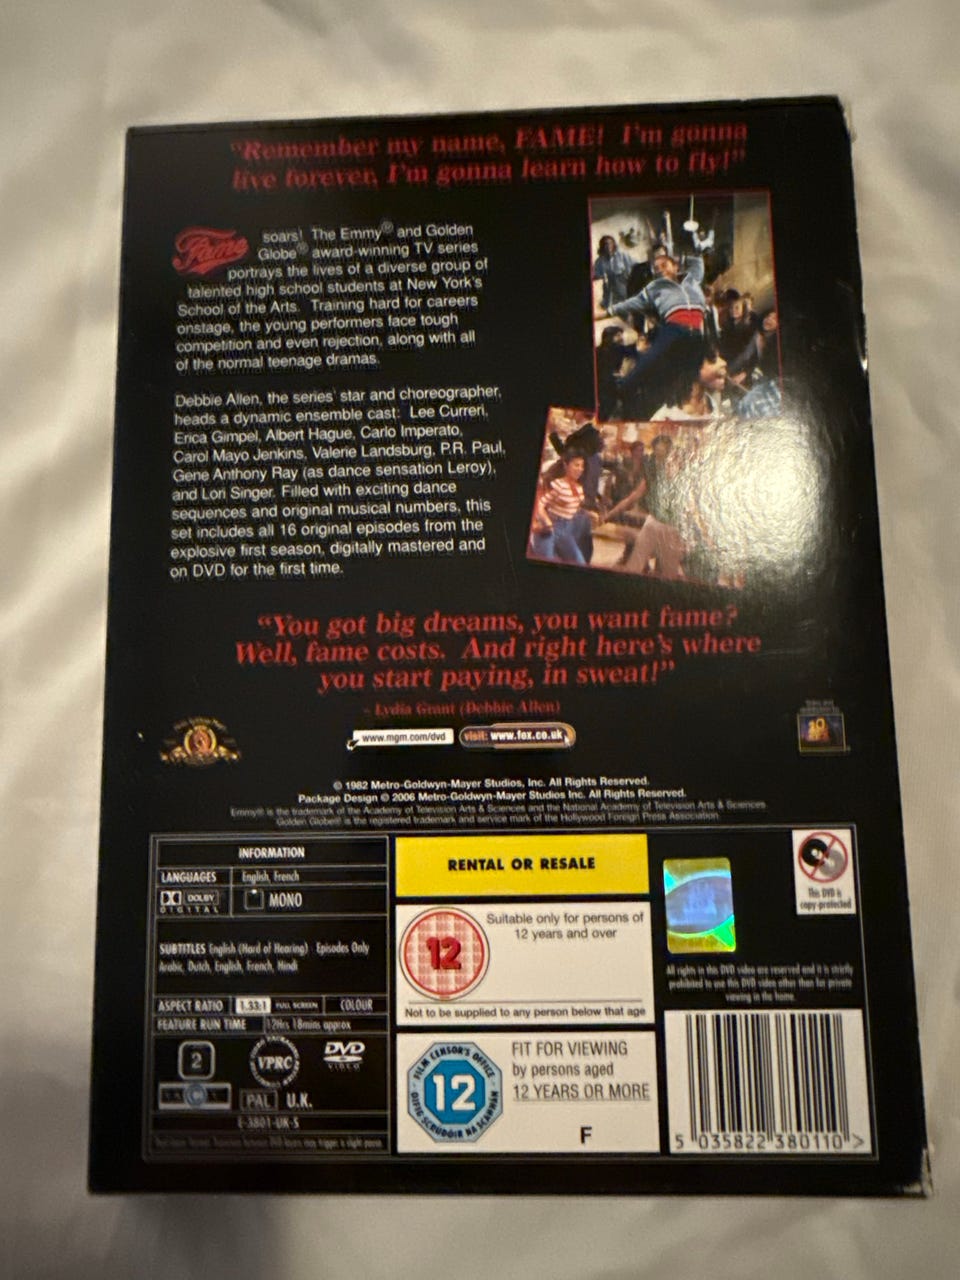 "Remember my name, FAME! I'm gonna
live forever, I'm gonna learn how to fly!"
Fame soars! The Emmy® and Golden
Globe® award-winning TV series
portrays the lives of a diverse group of
talented high school students at New York's
School of the Arts. Training hard for careers
onstage, the young performers face tough
competition and even rejection, along with all
of the normal teenage dramas.
Debbie Allen, the series' star and choreographer,
heads a dynamic ensemble cast: Lee Curreri,
Erica Gimpel, Albert Hague, Carlo Imperato,
Carol Mayo Jenkins, Valerie Landsburg, P.R. Paul,
Gene Anthony Ray (as dance sensation Leroy),
and Lori Singer. Filled with exciting dance
sequences and original musical numbers, this
set includes all 16 original episodes from the
explosive first season, digitally mastered and
on DVD for the first time.
"You got big dreams, you want fame?
Well, fame costs. And right here's where
you start paying, in sweat!"
- Lydia Grant (Debbie Allen)
www.mgm.com/dvd visit: www.fox.co.uk
© 1982 Metro-Goldwyn-Mayer Studios, Inc. All Rights Reserved.
Package Design © 2006 Metro-Goldwyn-Mayer Studios Inc. All Rights Reserved.
Emmy® is the trademark of the Academy of Television Arts & Sciences and the National Academy of Television Arts & Sciences
Golden Globe® is the registered trademark and service mark of the Hollywood Foreign Press Association.
INFORMATION
LANGUAGES English, French
DOLBY DIGITAL MONO
SUBTITLES English (Hard of Hearing) - Episodes Only
Arabic, Dutch, English, French, Hindi
ASPECT RATIO 1.33:1 FULL SCREEN COLOUR
FEATURE RUN TIME 12Hrs 18mins approx
2 VPRC DVD VIDEO
PAL U.K.
E-3801-UK-S
RENTAL OR RESALE
12
Suitable only for persons of
12 years and over
Not to be supplied to any person below that age
FILM CENSOR'S OFFICE
12
OIFIG SCRÚDÓIR NA SCANNÁN
FIT FOR VIEWING
by persons aged
12 YEARS OR MORE
F
This DVD is
copy-protected
All rights in this DVD video are reserved and it is strictly
prohibited to use this DVD video other than for private
viewing in the home.
5 035822 380110 >